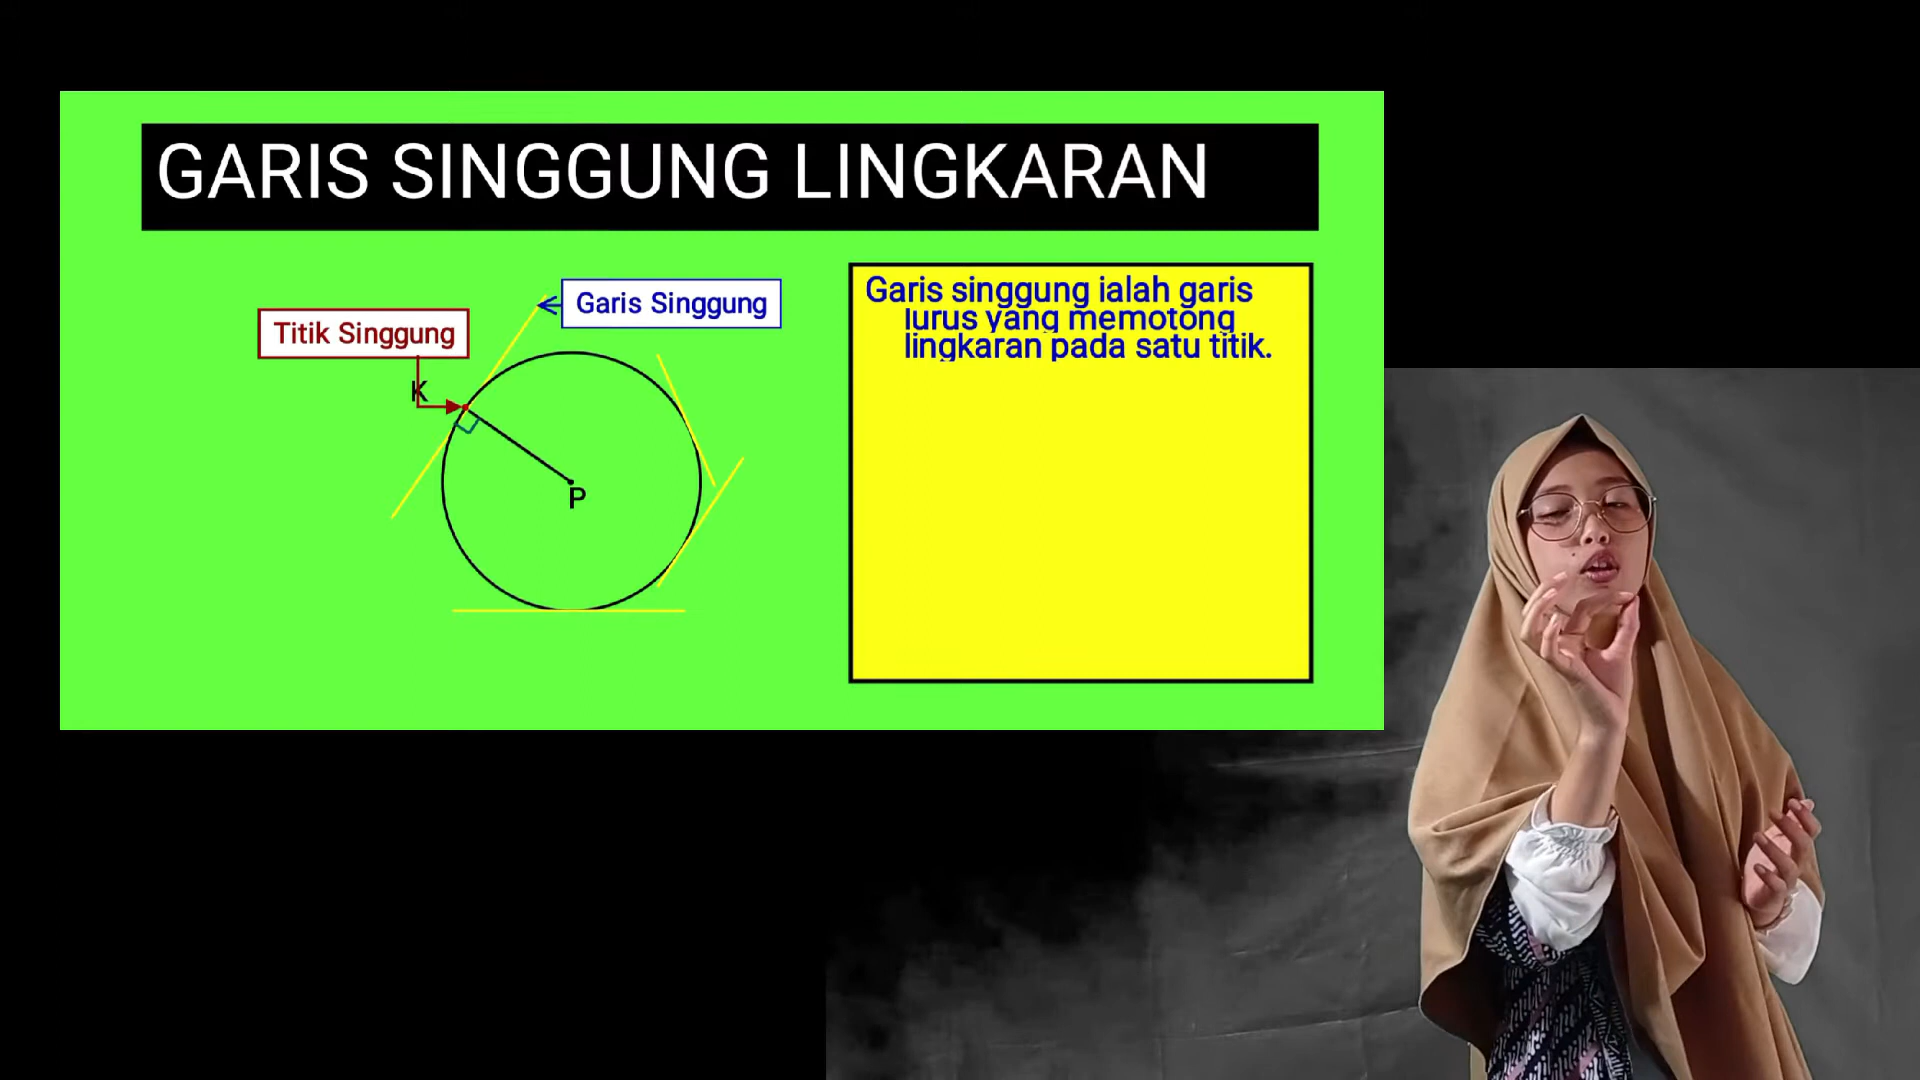 GARIS SINGGUNG LINGKARAN
Garis Singgung
Titik Singgung
K
P
Garis singgung ialah garis
lurus yang memotong
lingkaran pada satu titik.